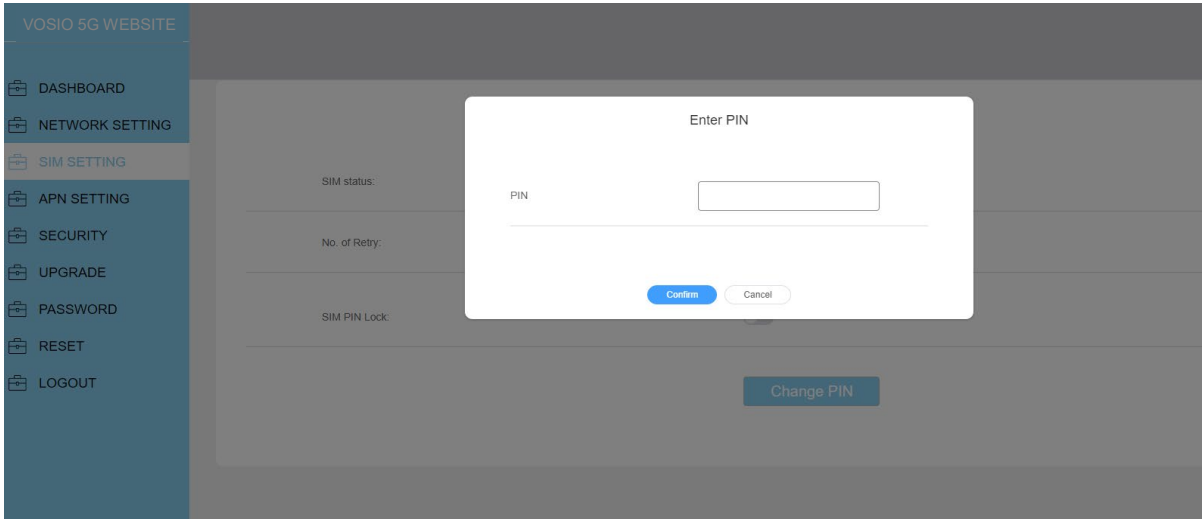 VOSIO 5G WEBSITE
DASHBOARD
NETWORK SETTING
SIM SETTING
APN SETTING
SECURITY
UPGRADE
PASSWORD
RESET
LOGOUT
Enter PIN
SIM status:
PIN
No. of Retry:
Confirm Cancel
SIM PIN Lock:
Change PIN